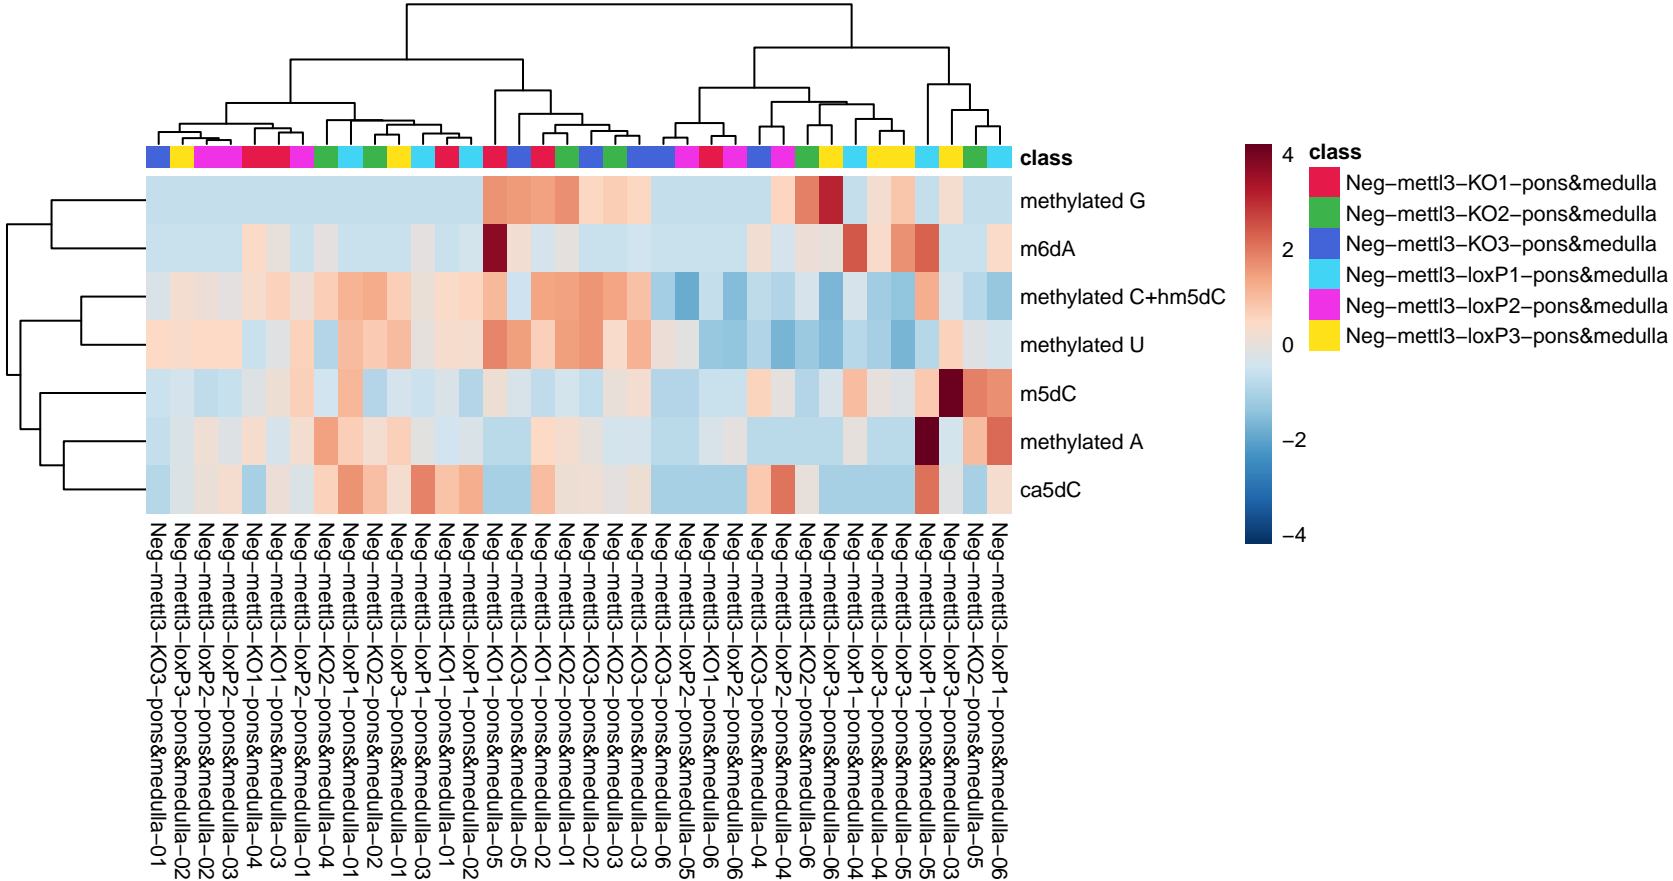 class
methylated G
m6dA
methylated C+hm5dC
methylated U
m5dC
methylated A
ca5dC
4
2
0
−2
−4
class
Neg−mettl3−KO1−pons&medulla
Neg−mettl3−KO2−pons&medulla
Neg−mettl3−KO3−pons&medulla
Neg−mettl3−loxP1−pons&medulla
Neg−mettl3−loxP2−pons&medulla
Neg−mettl3−loxP3−pons&medulla
Neg−mettl3−KO3−pons&medulla−01
Neg−mettl3−loxP3−pons&medulla−02
Neg−mettl3−loxP2−pons&medulla−02
Neg−mettl3−loxP2−pons&medulla−03
Neg−mettl3−KO1−pons&medulla−04
Neg−mettl3−KO1−pons&medulla−03
Neg−mettl3−loxP2−pons&medulla−01
Neg−mettl3−KO2−pons&medulla−04
Neg−mettl3−loxP1−pons&medulla−01
Neg−mettl3−KO2−pons&medulla−02
Neg−mettl3−loxP3−pons&medulla−01
Neg−mettl3−loxP1−pons&medulla−03
Neg−mettl3−KO1−pons&medulla−01
Neg−mettl3−loxP1−pons&medulla−02
Neg−mettl3−KO1−pons&medulla−05
Neg−mettl3−KO3−pons&medulla−05
Neg−mettl3−KO1−pons&medulla−02
Neg−mettl3−KO2−pons&medulla−01
Neg−mettl3−KO3−pons&medulla−02
Neg−mettl3−KO2−pons&medulla−03
Neg−mettl3−KO3−pons&medulla−03
Neg−mettl3−KO3−pons&medulla−06
Neg−mettl3−loxP2−pons&medulla−05
Neg−mettl3−KO1−pons&medulla−06
Neg−mettl3−loxP2−pons&medulla−06
Neg−mettl3−KO3−pons&medulla−04
Neg−mettl3−loxP2−pons&medulla−04
Neg−mettl3−KO2−pons&medulla−06
Neg−mettl3−loxP3−pons&medulla−06
Neg−mettl3−loxP1−pons&medulla−04
Neg−mettl3−loxP3−pons&medulla−04
Neg−mettl3−loxP3−pons&medulla−05
Neg−mettl3−loxP1−pons&medulla−05
Neg−mettl3−loxP3−pons&medulla−03
Neg−mettl3−KO2−pons&medulla−05
Neg−mettl3−loxP1−pons&medulla−06